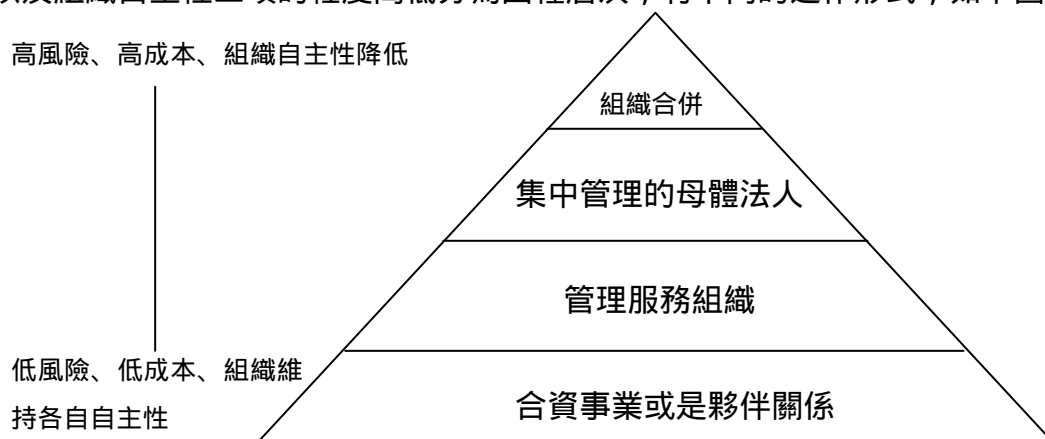 高風險、高成本、組織自主性降低
組織合併
集中管理的母體法人
管理服務組織
低風險、低成本、組織維
持各自自主性
合資事業或是夥伴關係